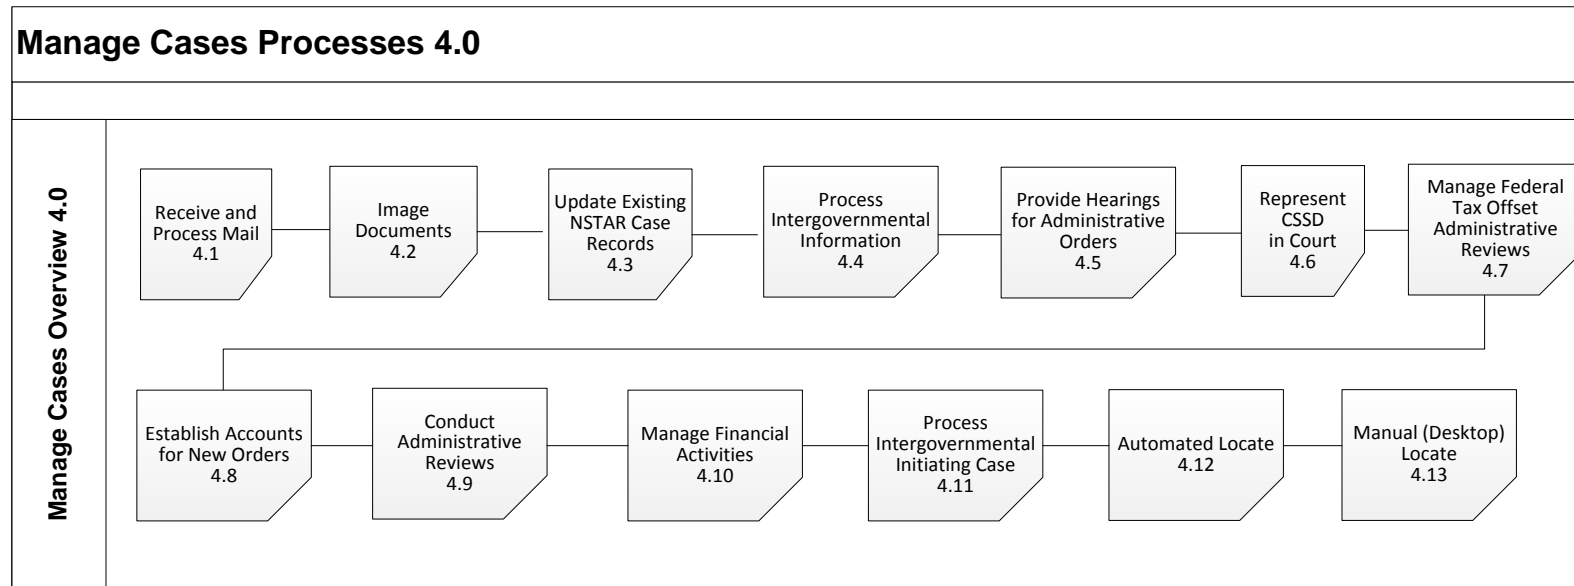 Manage Cases Processes 4.0
Manage Cases Overview 4.0
Receive and
Process Mail
4.1
Image
Documents
4.2
Update Existing
NSTAR Case
Records
4.3
Process
Intergovernmental
Information
4.4
Provide Hearings
for Administrative
Orders
4.5
Represent
CSSD
in Court
4.6
Manage Federal
Tax Offset
Administrative
Reviews
4.7
Establish Accounts
for New Orders
4.8
Conduct
Administrative
Reviews
4.9
Manage Financial
Activities
4.10
Process
Intergovernmental
Initiating Case
4.11
Automated Locate
4.12
Manual (Desktop)
Locate
4.13